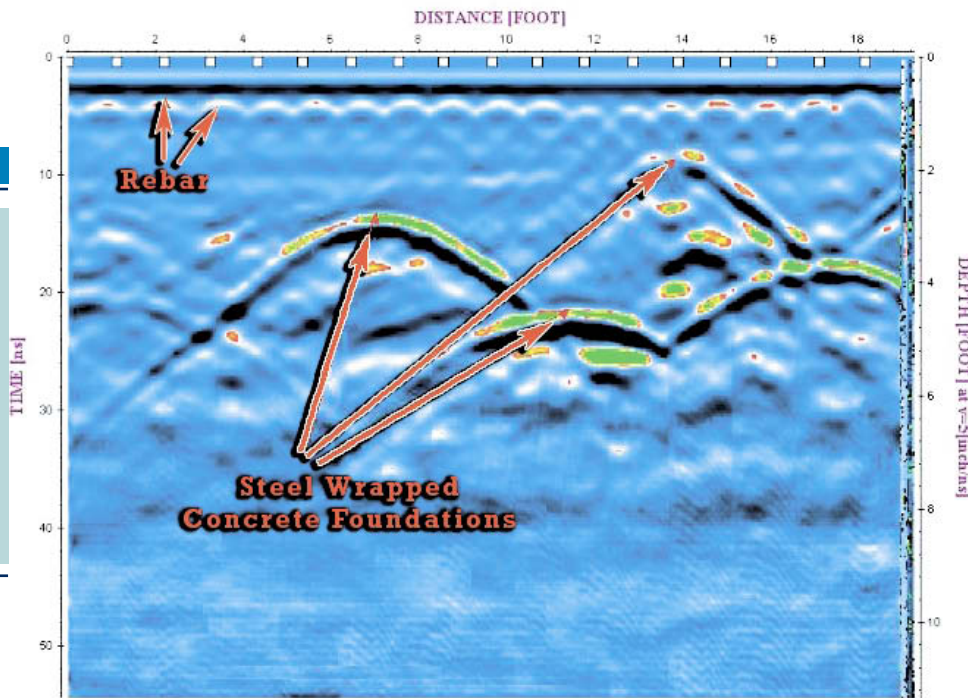 DISTANCE [FOOT]
0 2 4 6 8 10 12 14 16 18
0
10
20
30
40
50
TIME [ns]
0
2
4
6
8
10
DEPTH [FOOT] at v=2[inch/ns]
Rebar
Steel Wrapped
Concrete Foundations